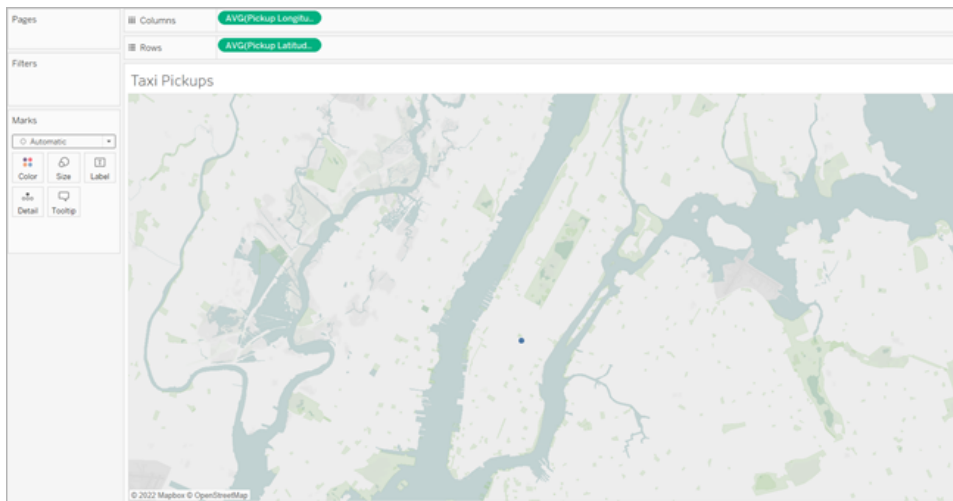 Pages
Columns
AVG(Pickup Longitu..
Rows
AVG(Pickup Latitud..
Filters
Taxi Pickups
Marks
Automatic
Color
Size
Label
Detail
Tooltip
© 2022 Mapbox © OpenStreetMap